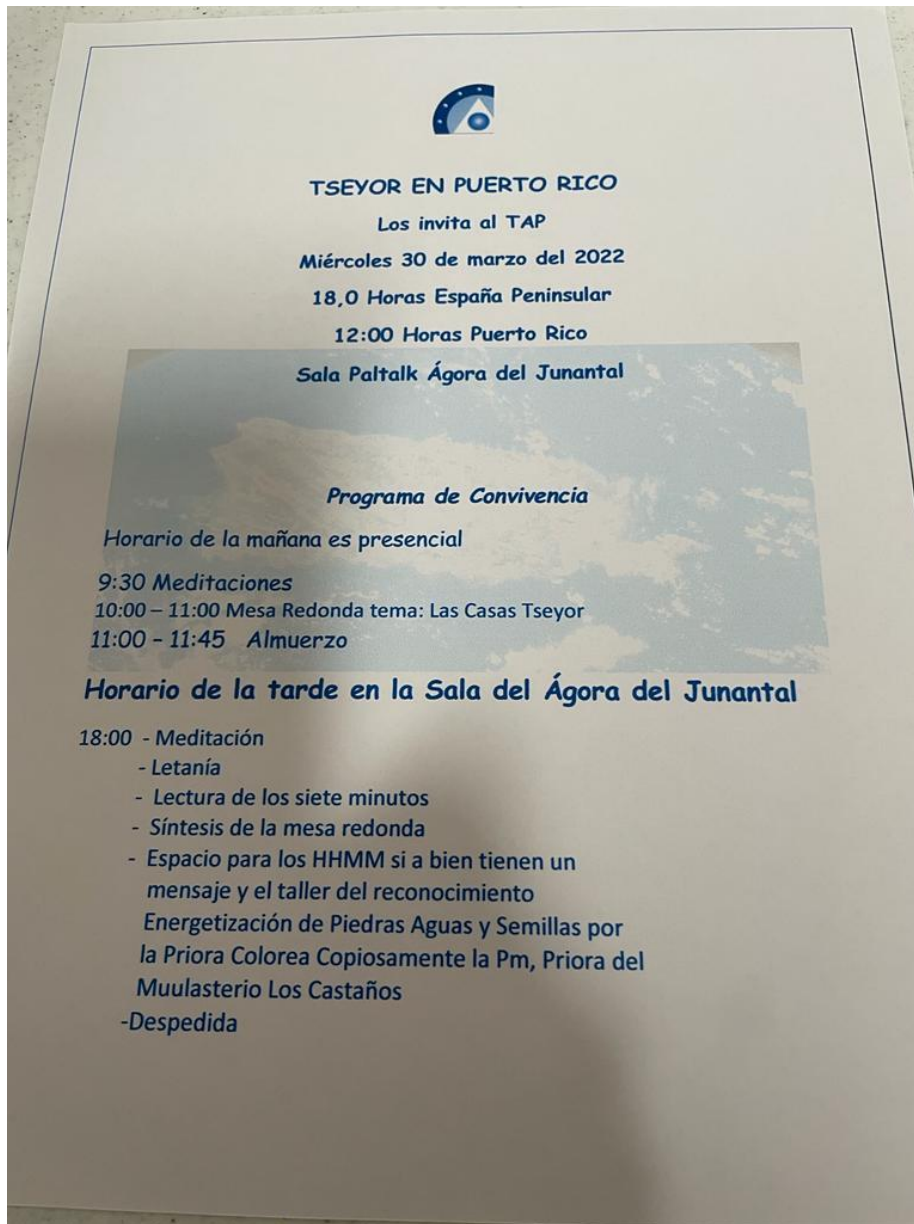 TSEYOR EN PUERTO RICO
Los invita al TAP
Miércoles 30 de marzo del 2022
18,0 Horas España Peninsular
12:00 Horas Puerto Rico
Sala Paltalk Ágora del Junantal
Programa de Convivencia
Horario de la mañana es presencial
9:30 Meditaciones
10:00 – 11:00 Mesa Redonda tema: Las Casas Tseyor
11:00 – 11:45 Almuerzo
Horario de la tarde en la Sala del Ágora del Junantal
18:00 - Meditación
- Letanía
- Lectura de los siete minutos
- Síntesis de la mesa redonda
- Espacio para los HHMM si a bien tienen un
mensaje y el taller del reconocimiento
Energetización de Piedras Aguas y Semillas por
la Priora Colorea Copiosamente la Pm, Priora del
Muulasterio Los Castaños
-Despedida